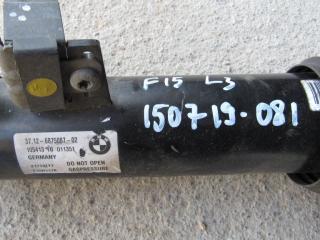 F15 L3
150719-081
37.12-6875087-02
GERMANY
DO NOT OPEN
GASPRESSURE